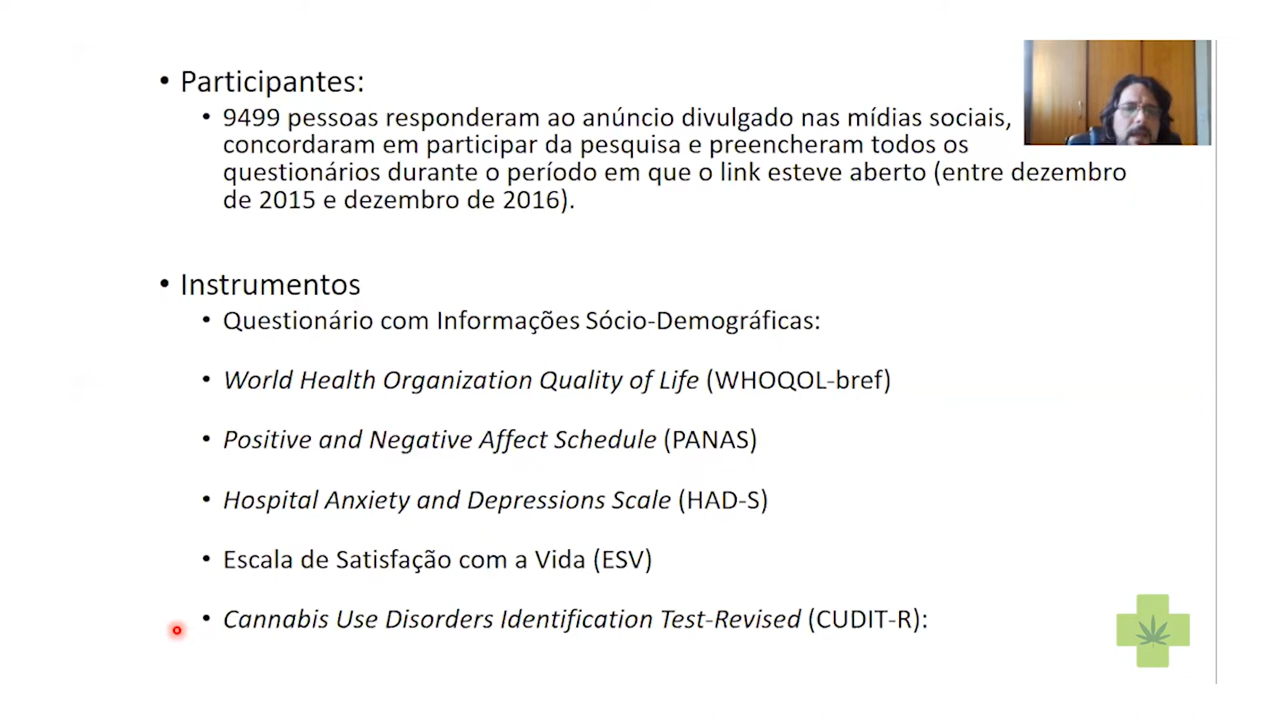 • Participantes:
• 9499 pessoas responderam ao anúncio divulgado nas mídias sociais,
concordaram em participar da pesquisa e preencheram todos os
questionários durante o período em que o link esteve aberto (entre dezembro
de 2015 e dezembro de 2016).
• Instrumentos
• Questionário com Informações Sócio-Demográficas:
• World Health Organization Quality of Life (WHOQOL-bref)
• Positive and Negative Affect Schedule (PANAS)
• Hospital Anxiety and Depressions Scale (HAD-S)
• Escala de Satisfação com a Vida (ESV)
• Cannabis Use Disorders Identification Test-Revised (CUDIT-R):